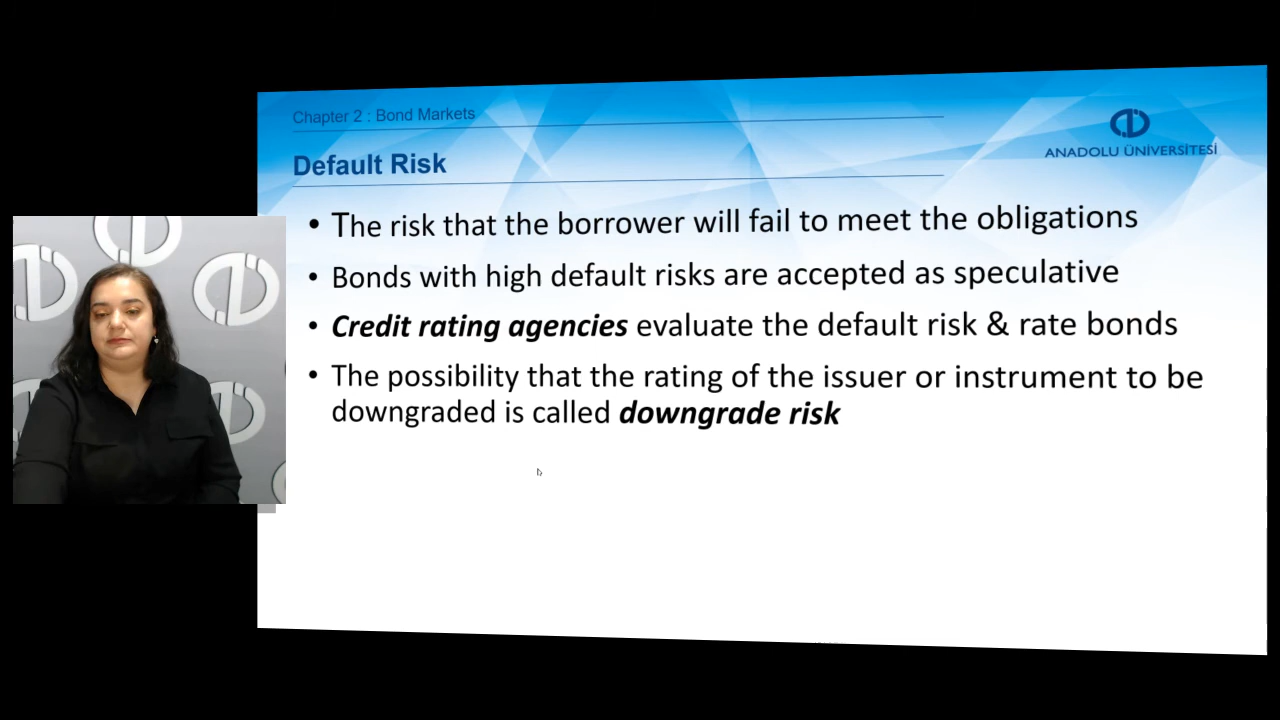 Chapter 2 : Bond Markets
ANADOLU ÜNİVERSİTESİ
Default Risk
• The risk that the borrower will fail to meet the obligations
• Bonds with high default risks are accepted as speculative
• Credit rating agencies evaluate the default risk & rate bonds
• The possibility that the rating of the issuer or instrument to be
downgraded is called downgrade risk